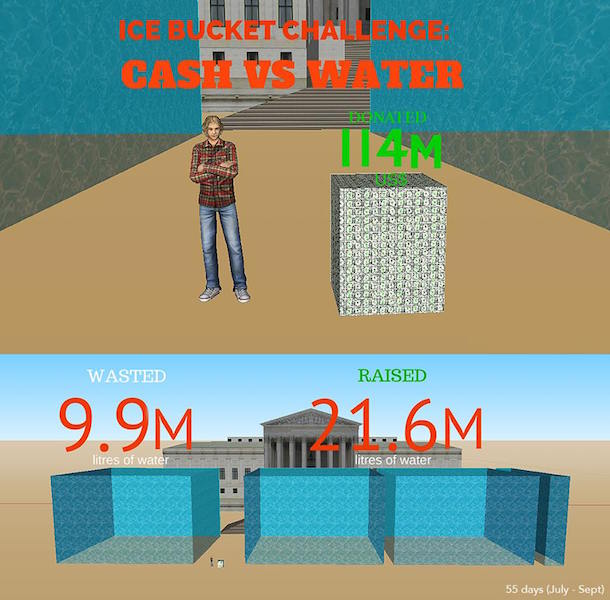 ICE BUCKET CHALLENGE:
CASH VS WATER
DONATED
114M
US$
WASTED
9.9M
litres of water
RAISED
21.6M
litres of water
55 days (July - Sept)